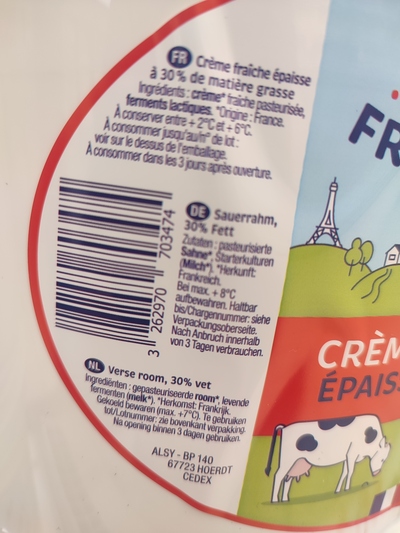 FR Crème fraîche épaisse
à 30% de matière grasse
Ingrédients : crème* fraîche pasteurisée,
ferments lactiques. *Origine : France.
À conserver entre + 2°C et + 6°C.
À consommer jusqu'au/n° de lot :
voir sur le dessus de l'emballage.
À consommer dans les 3 jours après ouverture.
3 262970 703474
DE Sauerrahm,
30% Fett
Zutaten : pasteurisierte
Sahne*, Starterkulturen
(Milch*). *Herkunft:
Frankreich.
Bei max. + 8°C
aufbewahren. Haltbar
bis/Chargennummer: siehe
Verpackungsoberseite.
Nach Anbruch innerhalb
von 3 Tagen verbrauchen.
NL Verse room, 30% vet
Ingrediënten : gepasteuriseerde room*, levende
fermenten (melk*). *Herkomst: Frankrijk.
Gekoeld bewaren (max. +7°C). Te gebruiken
tot/Lotnummer: zie bovenkant verpakking.
Na opening binnen 3 dagen gebruiken.
ALSY - BP 140
67723 HOERDT
CEDEX
FR
CRÈM
ÉPAIS